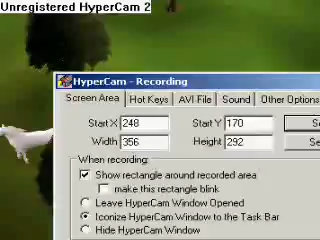 Unregistered HyperCam 2
HyperCam - Recording
Screen Area Hot Keys AVI File Sound Other Options
Start X 248 Start Y 170
Width 356 Height 292
When recording:
Show rectangle around recorded area
make this rectangle blink
Leave HyperCam Window Opened
Iconize HyperCam Window to the Task Bar
Hide HyperCam Window